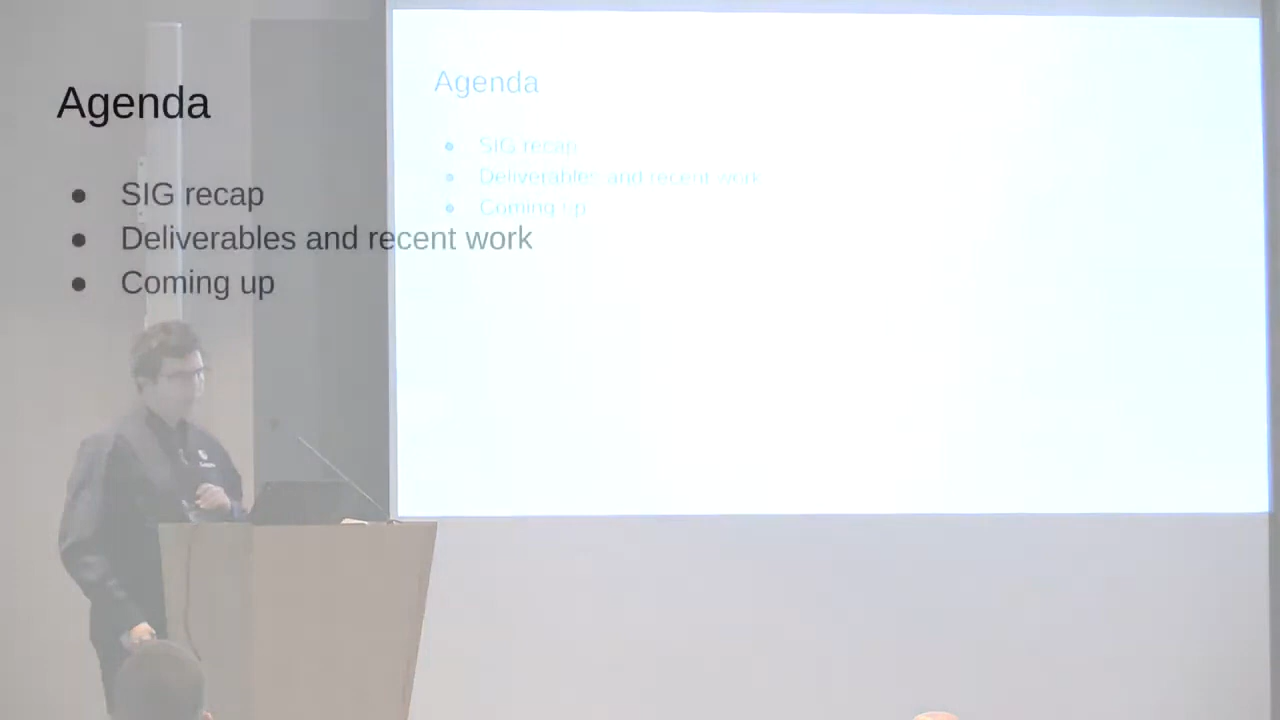 Agenda
● SIG recap
● Deliverables and recent work
● Coming up
Agenda
● SIG recap
● Deliverables and recent work
● Coming up